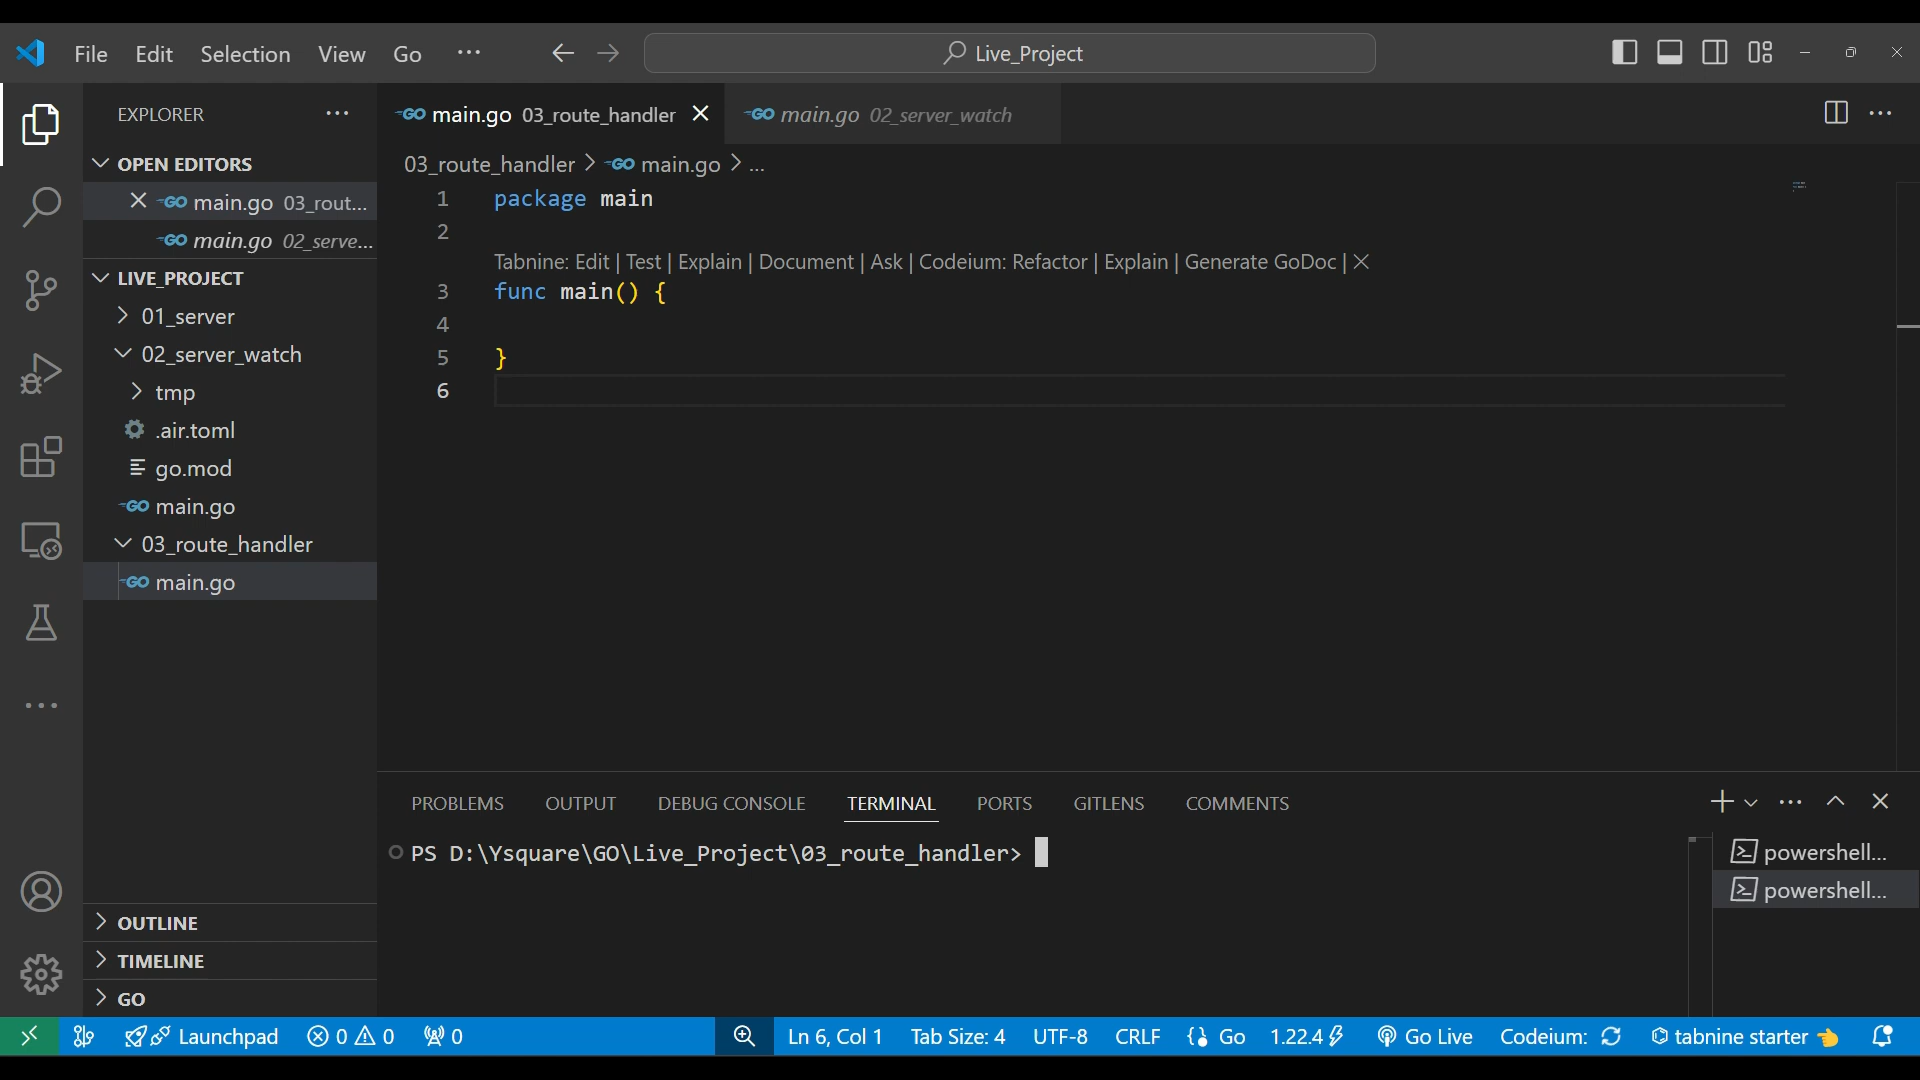 File Edit Selection View Go ··· Live_Project
EXPLORER ···
OPEN EDITORS
main.go 03_rout...
main.go 02_serve...
LIVE_PROJECT
01_server
02_server_watch
tmp
.air.toml
go.mod
GO main.go
03_route_handler
GO main.go
OUTLINE
TIMELINE
GO
GO main.go 03_route_handler GO main.go 02_server_watch
03_route_handler > GO main.go > ...
1 package main
2
Tabnine: Edit | Test | Explain | Document | Ask | Codeium: Refactor | Explain | Generate GoDoc | X
3 func main() {
4
5 }
6
PROBLEMS OUTPUT DEBUG CONSOLE TERMINAL PORTS GITLENS COMMENTS
PS D:\Ysquare\GO\Live_Project\03_route_handler>
powershell...
powershell...
Launchpad 0 0 0 Ln 6, Col 1 Tab Size: 4 UTF-8 CRLF {} Go 1.22.4 Go Live Codeium: tabnine starter